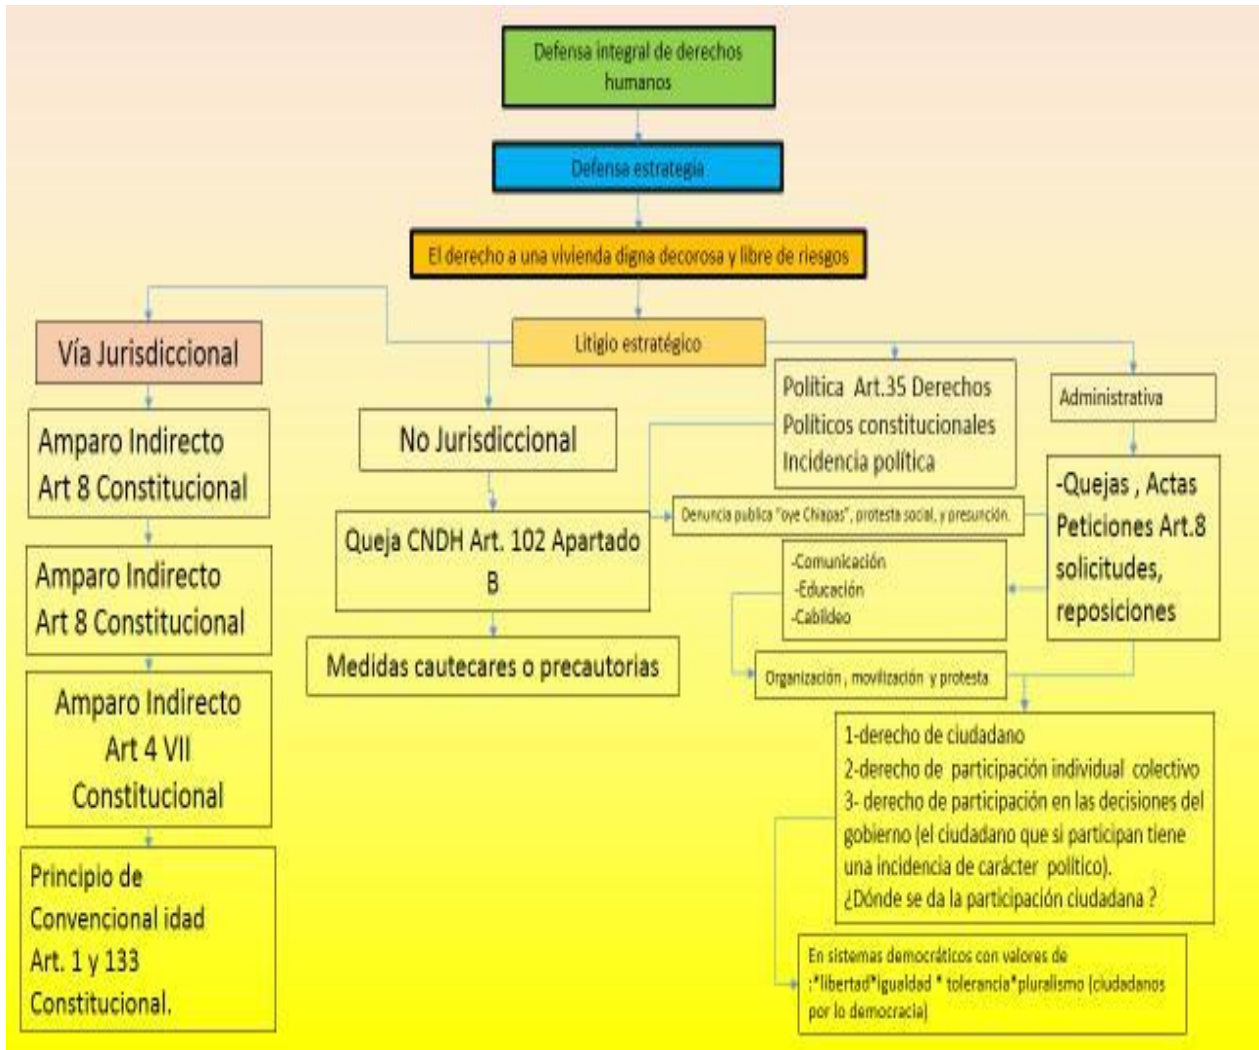 Defensa integral de derechos
humanos
Defensa estrategia
El derecho a una vivienda digna decorosa y libre de riesgos
Litigio estratégico
Vía Jurisdiccional
Amparo Indirecto
Art 8 Constitucional
Amparo Indirecto
Art 8 Constitucional
Amparo Indirecto
Art 4 VII
Constitucional
Principio de
Convencional idad
Art. 1 y 133
Constitucional.
No Jurisdiccional
Queja CNDH Art. 102 Apartado
B
Medidas cautecares o precautorias
Política Art.35 Derechos
Políticos constitucionales
Incidencia política
Denuncia publica "oye Chiapas", protesta social, y presunción.
-Comunicación
-Educación
-Cabildeo
Organización , movilización y protesta
Administrativa
-Quejas , Actas
Peticiones Art.8
solicitudes,
reposiciones
1-derecho de ciudadano
2-derecho de participación individual colectivo
3- derecho de participación en las decisiones del
gobierno (el ciudadano que si participan tiene
una incidencia de carácter político).
¿Dónde se da la participación ciudadana ?
En sistemas democráticos con valores de
:*libertad*igualdad * tolerancia*pluralismo (ciudadanos
por lo democracia)